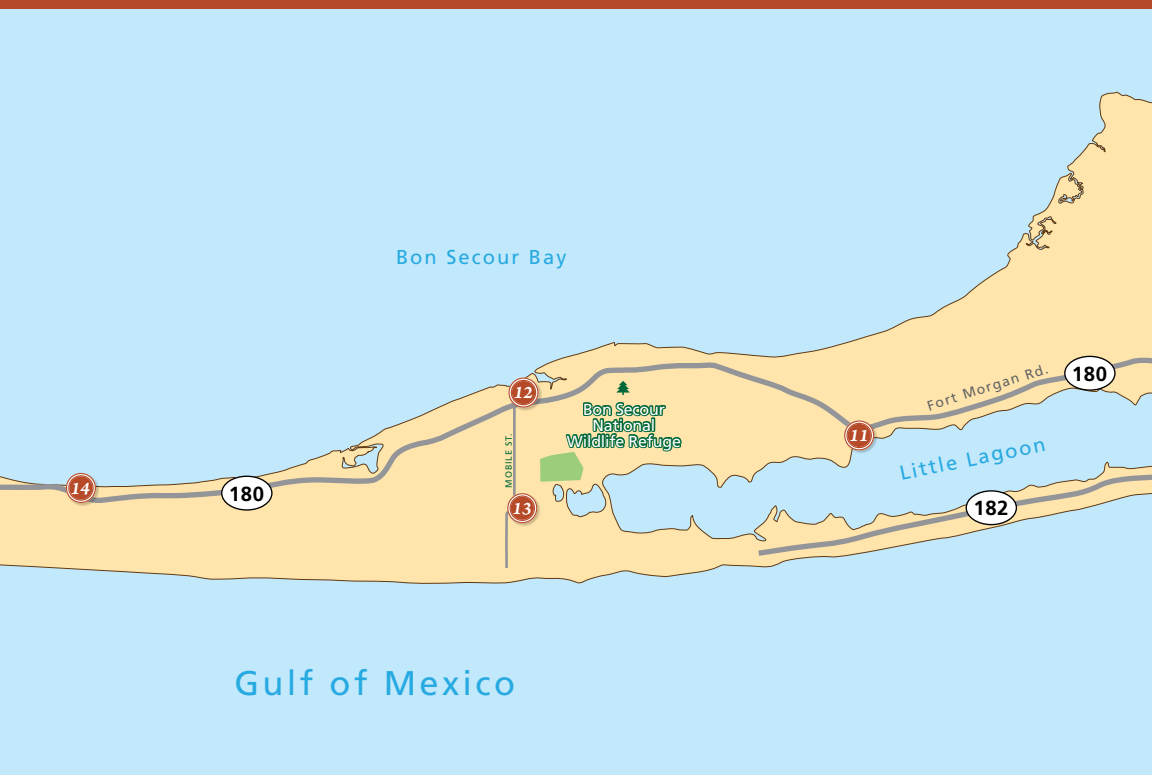 Bon Secour Bay
Fort Morgan Rd.
180
12
Bon Secour
National
Wildlife Refuge
11
MOBILE ST.
Little Lagoon
14
180
13
182
Gulf of Mexico